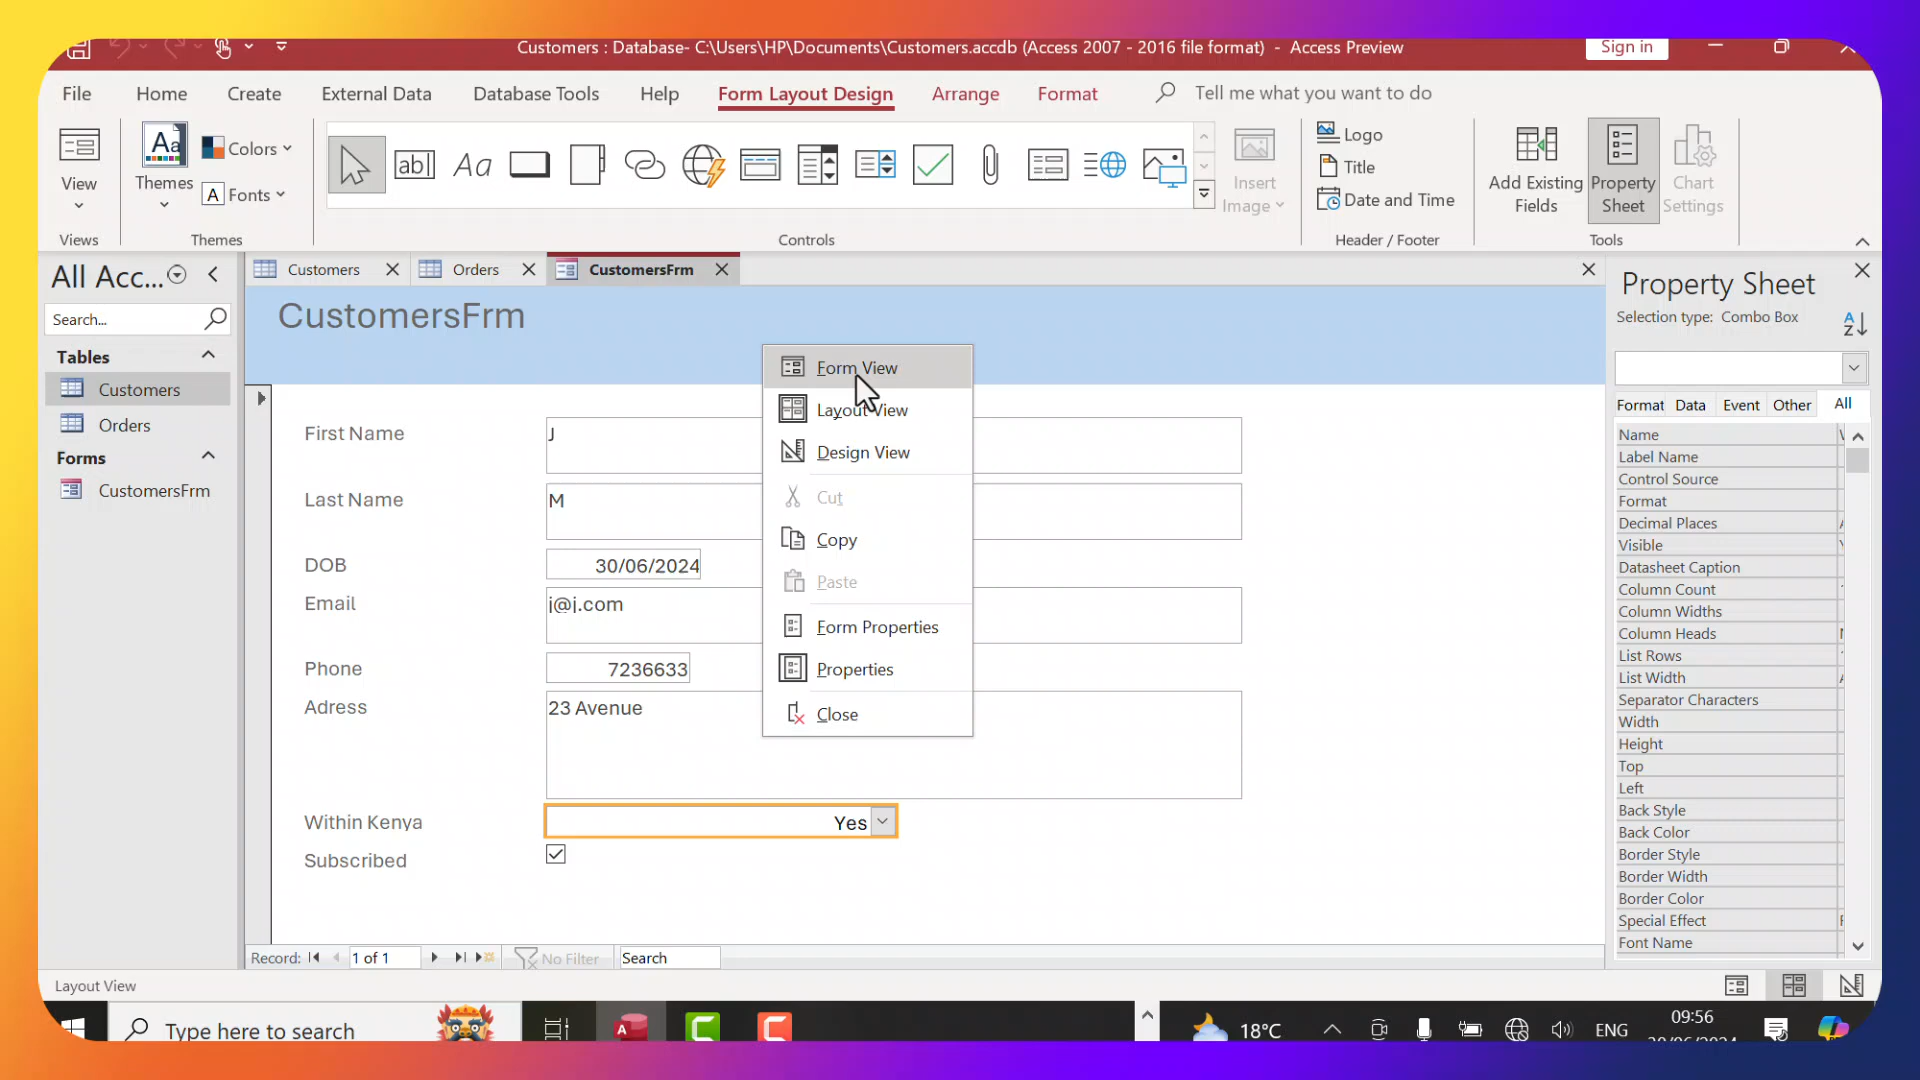 Customers : Database- C:\Users\HP\Documents\Customers.accdb (Access 2007 - 2016 file format) - Access Preview
Sign in
File Home Create External Data Database Tools Help Form Layout Design Arrange Format Tell me what you want to do
View
Views
Aa
Themes
Colors
A Fonts
Themes
ab|
Aa
Controls
Insert
Image
Logo
Title
Date and Time
Header / Footer
Add Existing
Fields
Property
Sheet
Chart
Settings
Tools
All Acc...
Search...
Tables
Customers
Orders
Forms
CustomersFrm
Customers Orders CustomersFrm
CustomersFrm
First Name J
Last Name M
DOB 30/06/2024
Email j@j.com
Phone 7236633
Adress 23 Avenue
Within Kenya Yes
Subscribed
Form View
Layout View
Design View
Cut
Copy
Paste
Form Properties
Properties
Close
Property Sheet
Selection type: Combo Box
A
Z
Format Data Event Other All
Name
Label Name
Control Source
Format
Decimal Places
Visible
Datasheet Caption
Column Count
Column Widths
Column Heads
List Rows
List Width
Separator Characters
Width
Height
Top
Left
Back Style
Back Color
Border Style
Border Width
Border Color
Special Effect
Font Name
Record: 1 of 1 No Filter Search
Layout View
Type here to search
A
18°C
ENG
09:56
30/06/2024